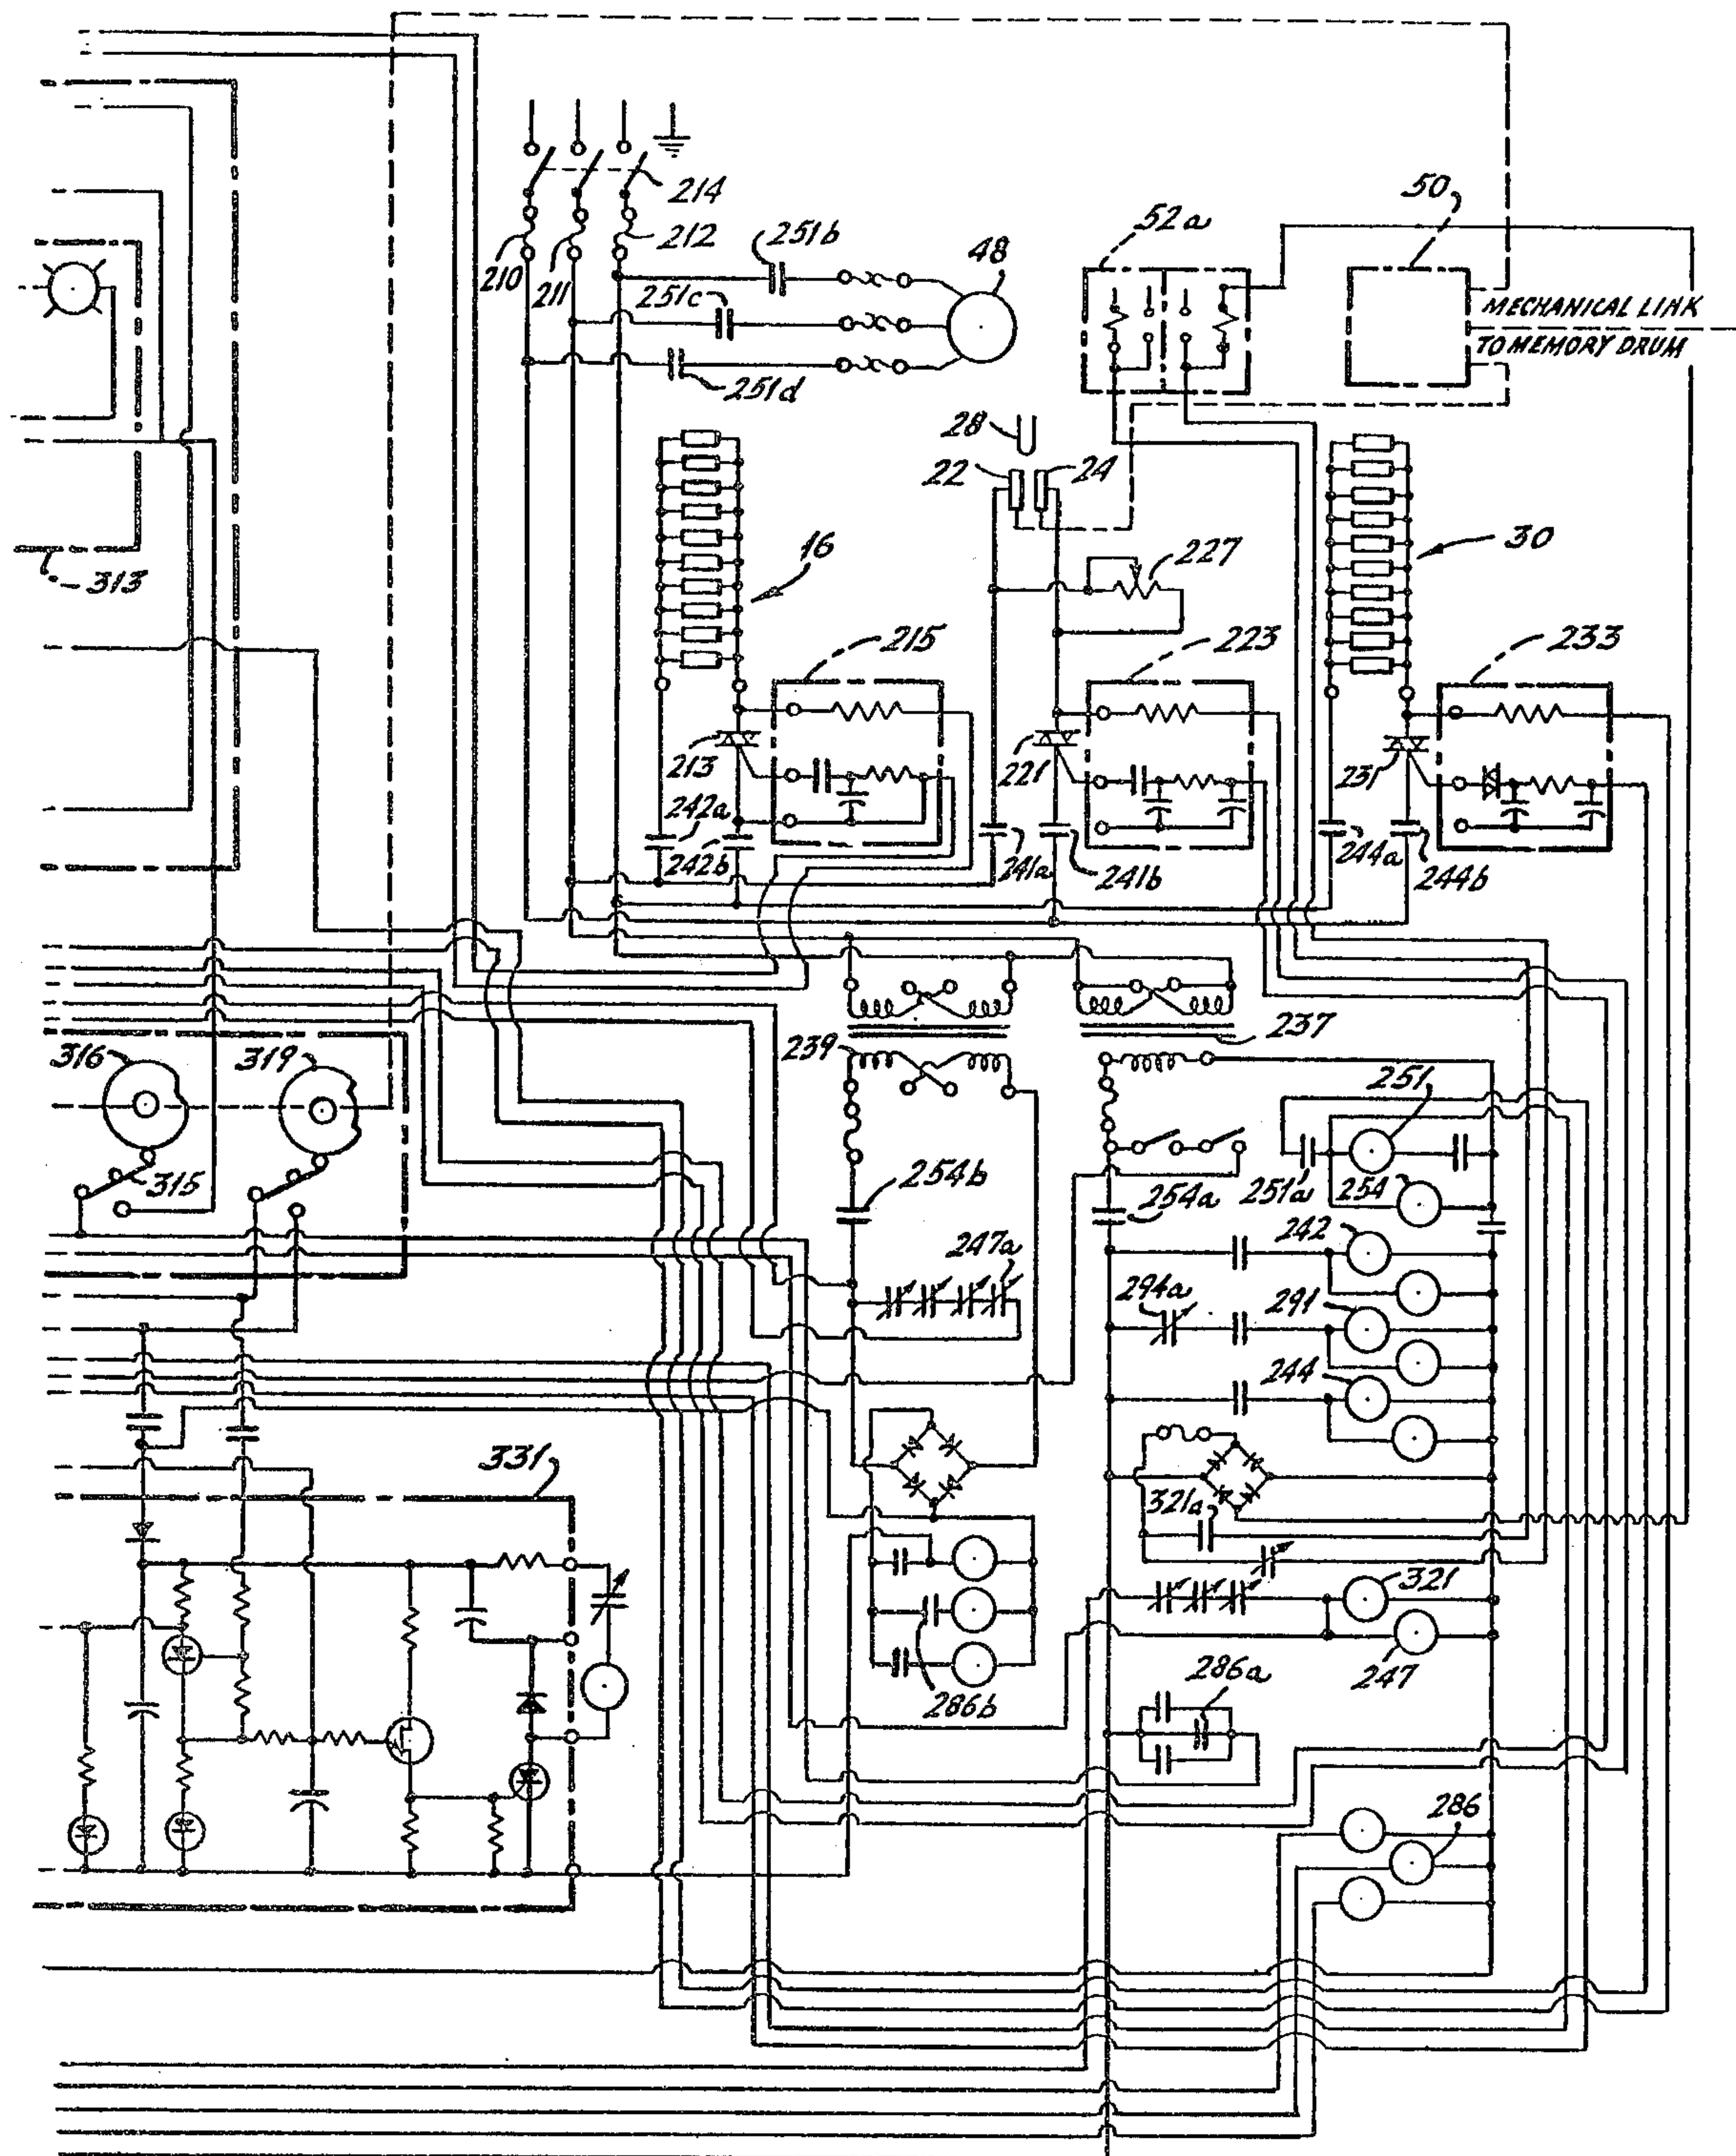 214
50
52a
212
251b
48
210
211
251c
MECHANICAL LINK
TO MEMORY DRUM
251d
28
22
24
16
227
30
313
215
223
233
213
221
231
242a
242b
241a
241b
244a
244b
316
319
239
237
251
315
254b
254a
251a
254
242
247a
294a
291
244
331
321a
321
286b
286a
247
286